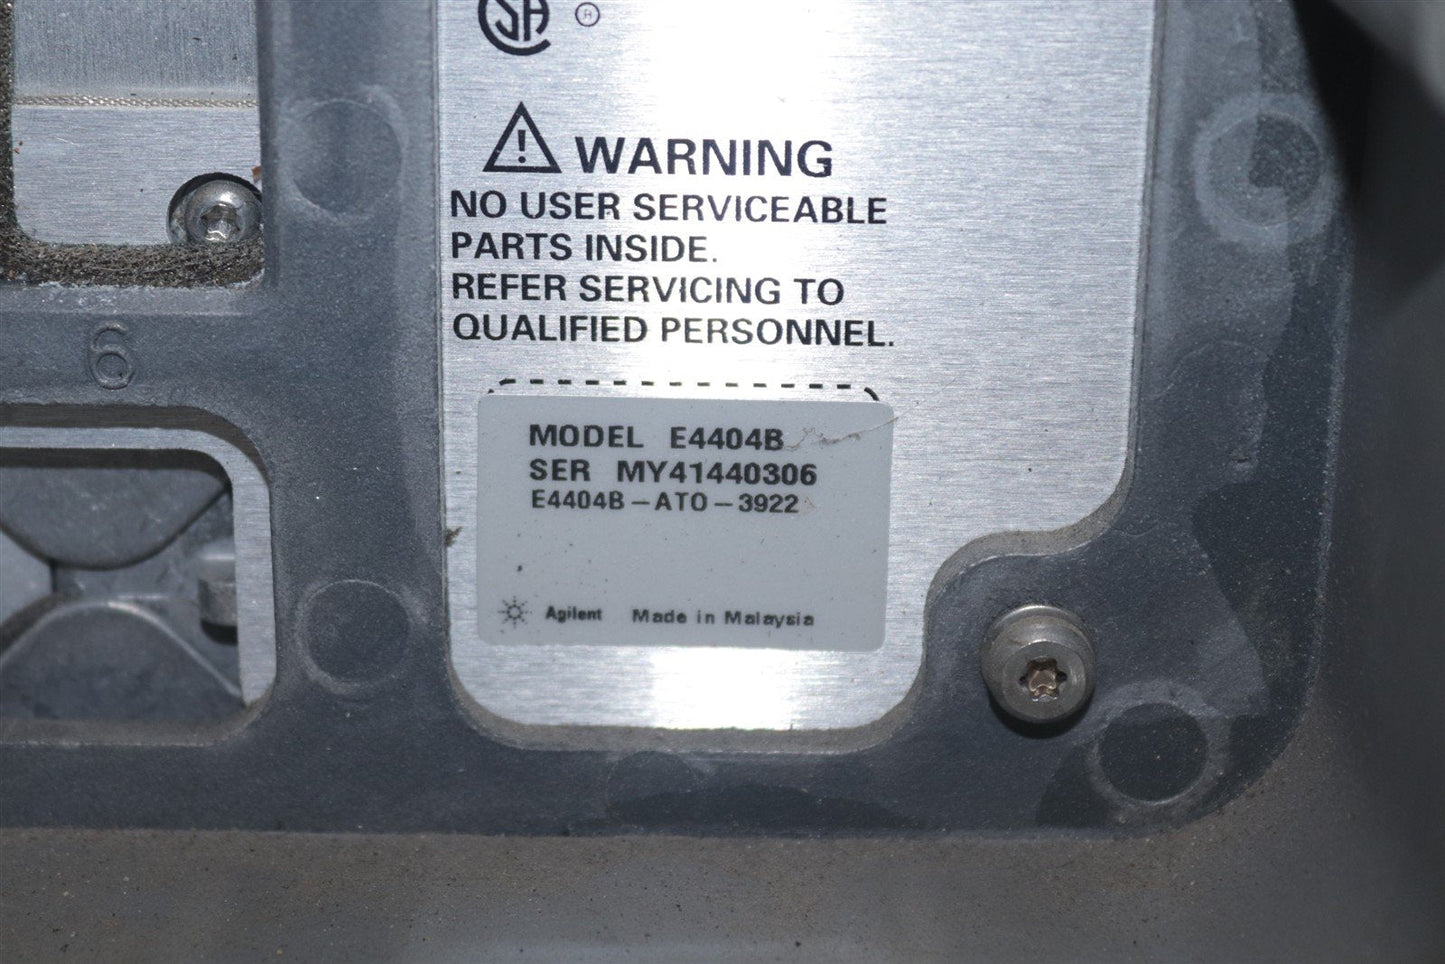 SA ®
WARNING
NO USER SERVICEABLE
PARTS INSIDE.
REFER SERVICING TO
QUALIFIED PERSONNEL.
6
MODEL E4404B
SER MY41440306
E4404B-ATO-3922
Agilent Made in Malaysia